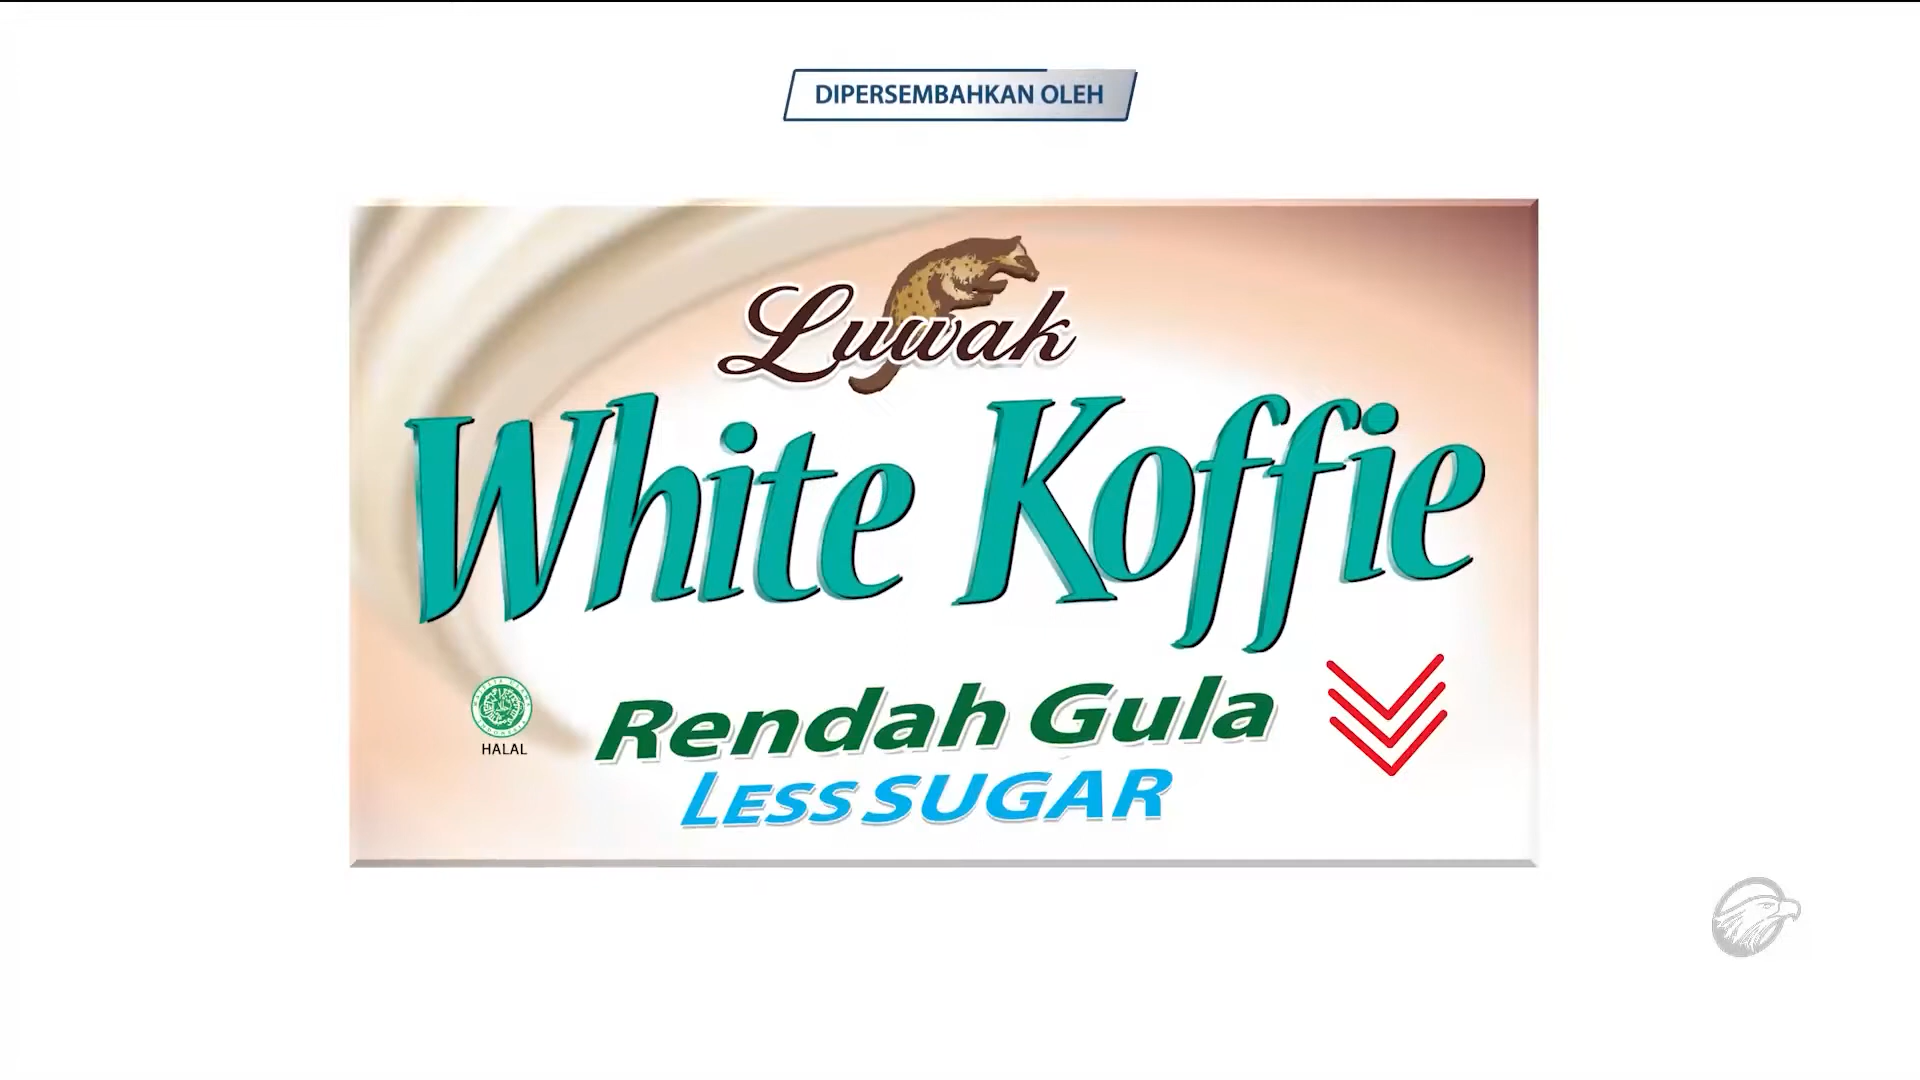 DIPERSEMBAHKAN OLEH
Luwak
White Koffie
Rendah Gula
LESS SUGAR
HALAL